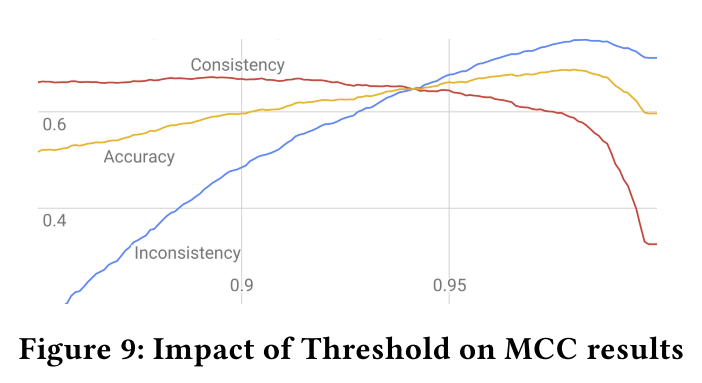 Consistency
0.6
Accuracy
0.4
Inconsistency
0.9
0.95
Figure 9: Impact of Threshold on MCC results